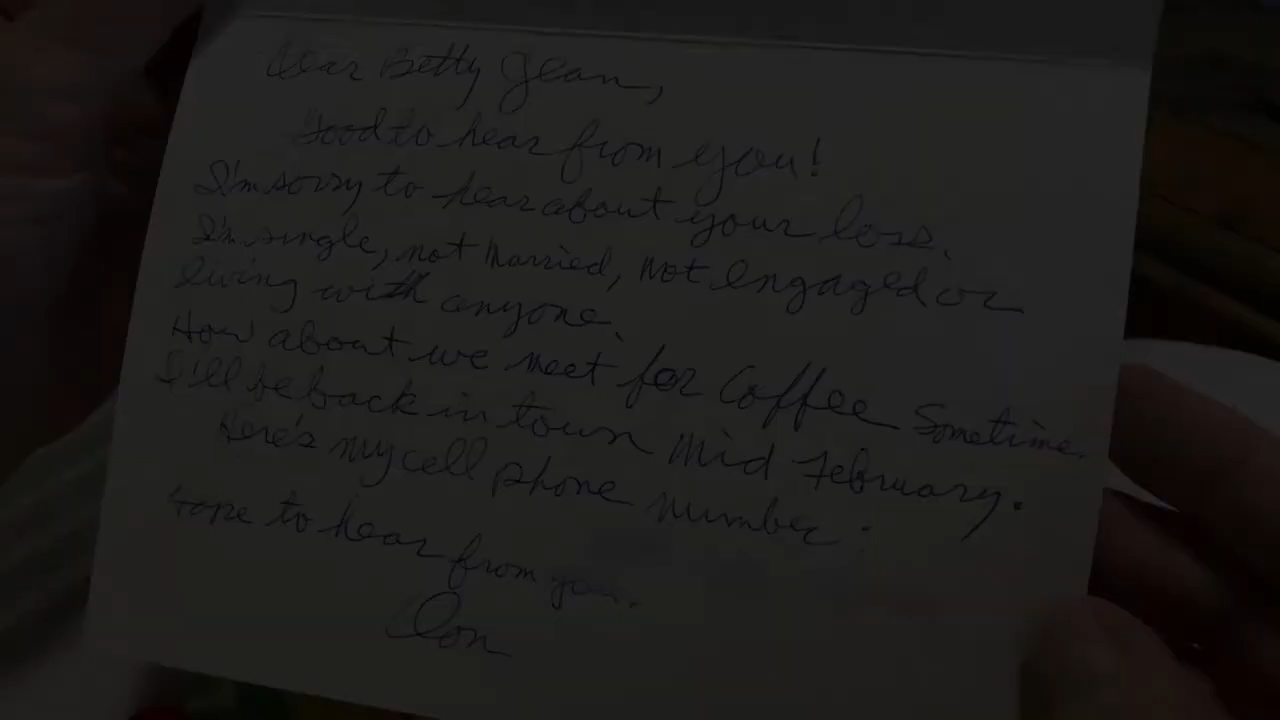 Dear Betty Jean,
Good to hear from you!
I'm sorry to hear about your loss.
I'm single, not married, not engaged or
living with anyone.
How about we meet for Coffee Sometime.
I'll be back in town Mid February.
Here's my cell phone number:
Hope to hear from you.